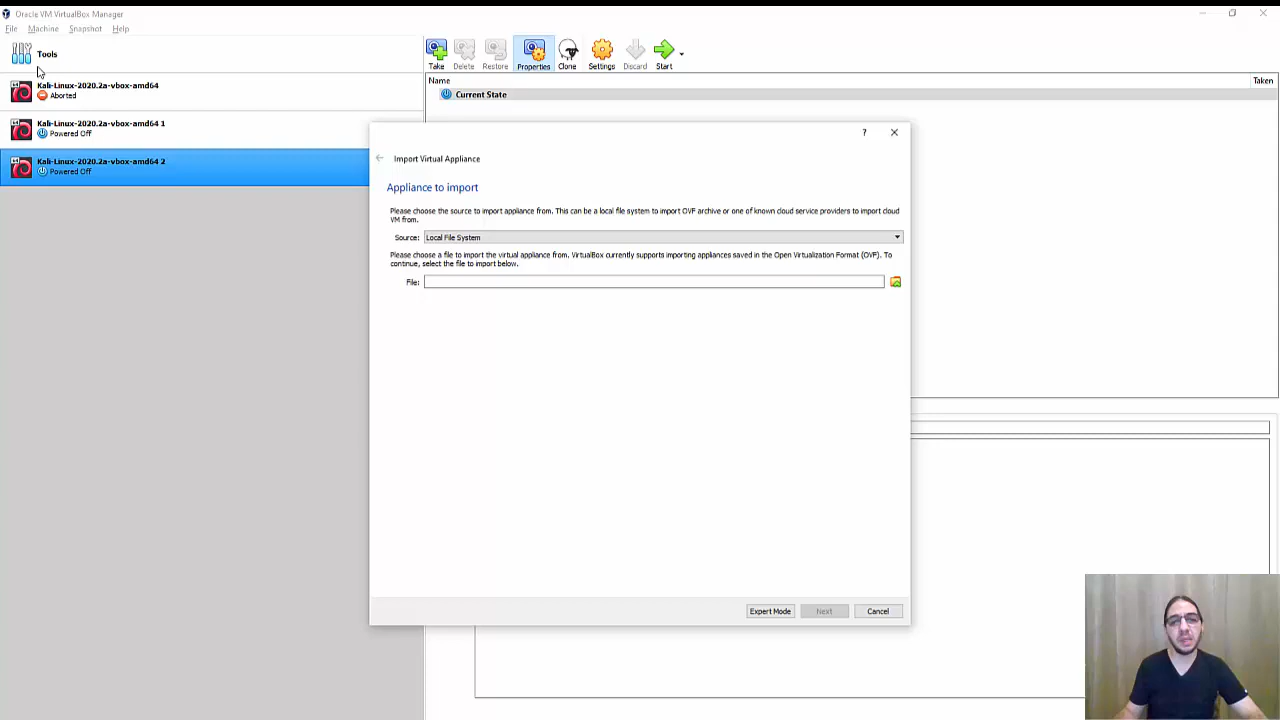 Oracle VM VirtualBox Manager
File Machine Snapshot Help
Tools
Kali-Linux-2020.2a-vbox-amd64
Aborted
Kali-Linux-2020.2a-vbox-amd64 1
Powered Off
Kali-Linux-2020.2a-vbox-amd64 2
Powered Off
Take Delete Restore Properties Clone Settings Discard Start
Name Taken
Current State
?
Import Virtual Appliance
Appliance to import
Please choose the source to import appliance from. This can be a local file system to import OVF archive or one of known cloud service providers to import cloud
VM from.
Source: Local File System
Please choose a file to import the virtual appliance from. VirtualBox currently supports importing appliances saved in the Open Virtualization Format (OVF). To
continue, select the file to import below.
File:
Expert Mode Next Cancel